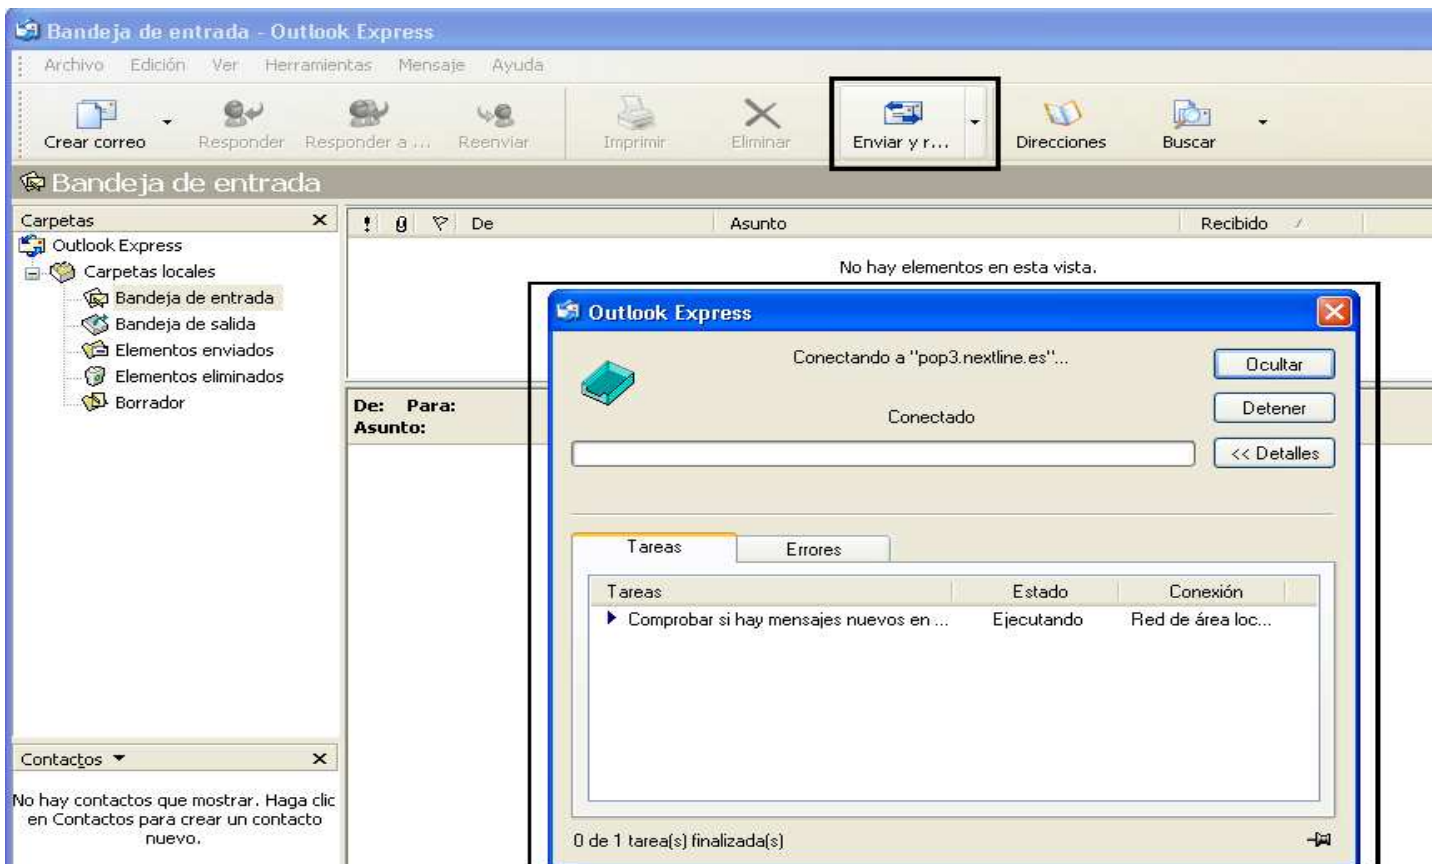 Bandeja de entrada - Outlook Express
Archivo Edición Ver Herramientas Mensaje Ayuda
Crear correo Responder Responder a ... Reenviar Imprimir Eliminar Enviar y r... Direcciones Buscar
Bandeja de entrada
Carpetas
Outlook Express
Carpetas locales
Bandeja de entrada
Bandeja de salida
Elementos enviados
Elementos eliminados
Borrador
! De Asunto Recibido
No hay elementos en esta vista.
De: Para:
Asunto:
Outlook Express
Conectando a "pop3.nextline.es"...
Ocultar
Conectado
Detener
<< Detalles
Tareas Errores
Tareas Estado Conexión
Comprobar si hay mensajes nuevos en ... Ejecutando Red de área loc...
0 de 1 tarea(s) finalizada(s)
Contactos
No hay contactos que mostrar. Haga clic
en Contactos para crear un contacto
nuevo.